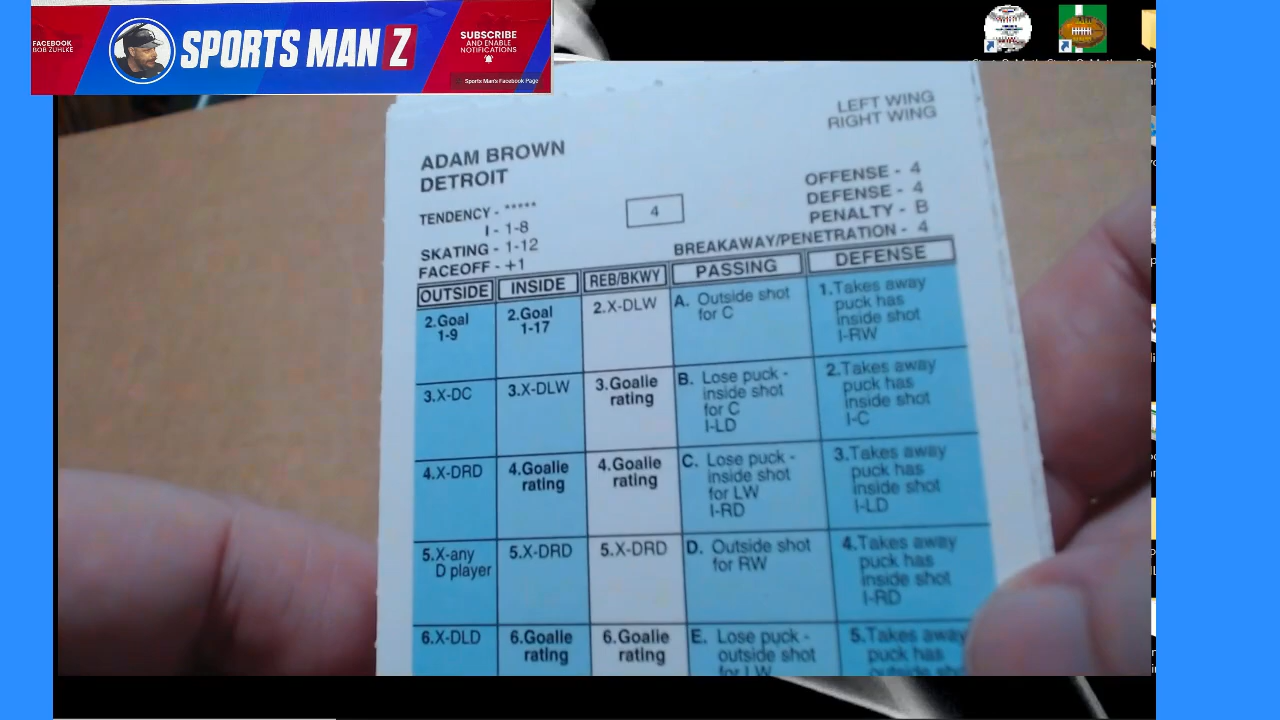 FACEBOOK
BOB ZUHLKE
SPORTS MAN Z
SUBSCRIBE
AND ENABLE
NOTIFICATIONS
Sports Man's Facebook Page
LEFT WING
RIGHT WING
ADAM BROWN
DETROIT
TENDENCY - *****
I - 1-8
SKATING - 1-12
FACEOFF - +1
4
OFFENSE - 4
DEFENSE - 4
PENALTY - B
BREAKAWAY/PENETRATION - 4
OUTSIDE INSIDE REB/BKWY PASSING DEFENSE
2.Goal
1-9
2.Goal
1-17
2.X-DLW
A. Outside shot
for C
1.Takes away
puck has
inside shot
I-RW
3.X-DC
3.X-DLW
3.Goalie
rating
B. Lose puck -
inside shot
for C
I-LD
2.Takes away
puck has
inside shot
I-C
4.X-DRD
4.Goalie
rating
4.Goalie
rating
C. Lose puck -
inside shot
for LW
I-RD
3.Takes away
puck has
inside shot
I-LD
5.X-any
D player
5.X-DRD
5.X-DRD
D. Outside shot
for RW
4.Takes away
puck has
inside shot
I-RD
6.X-DLD
6.Goalie
rating
6.Goalie
rating
E. Lose puck -
outside shot
for LW
5.Takes away
puck has
outside